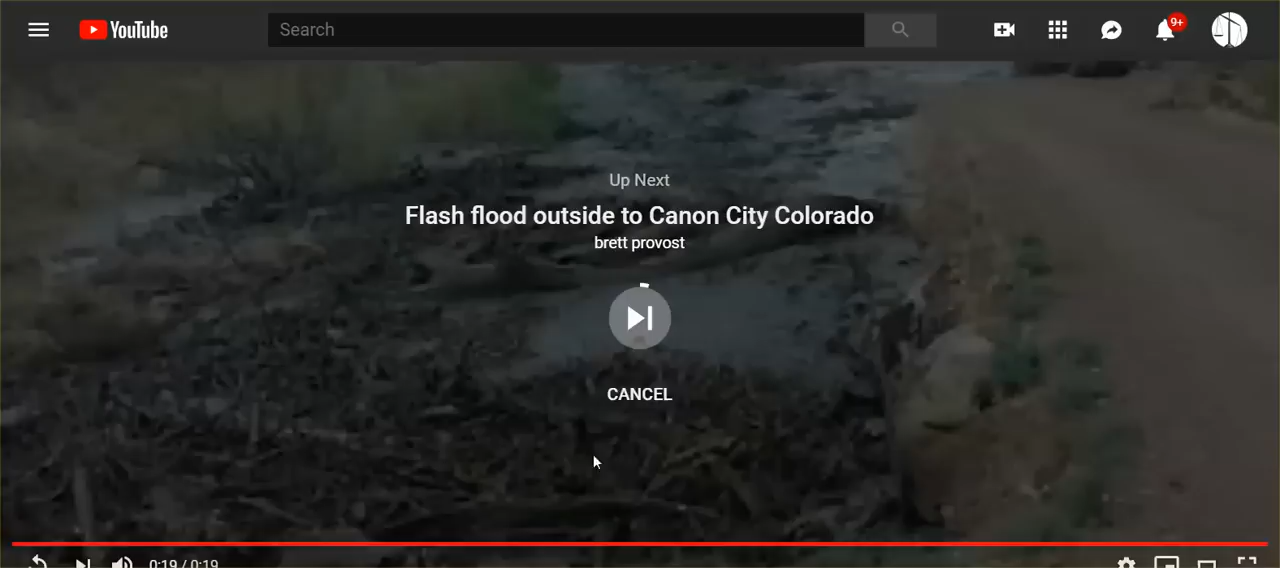 YouTube
Search
9+
Up Next
Flash flood outside to Canon City Colorado
brett provost
CANCEL
0:19 / 0:19